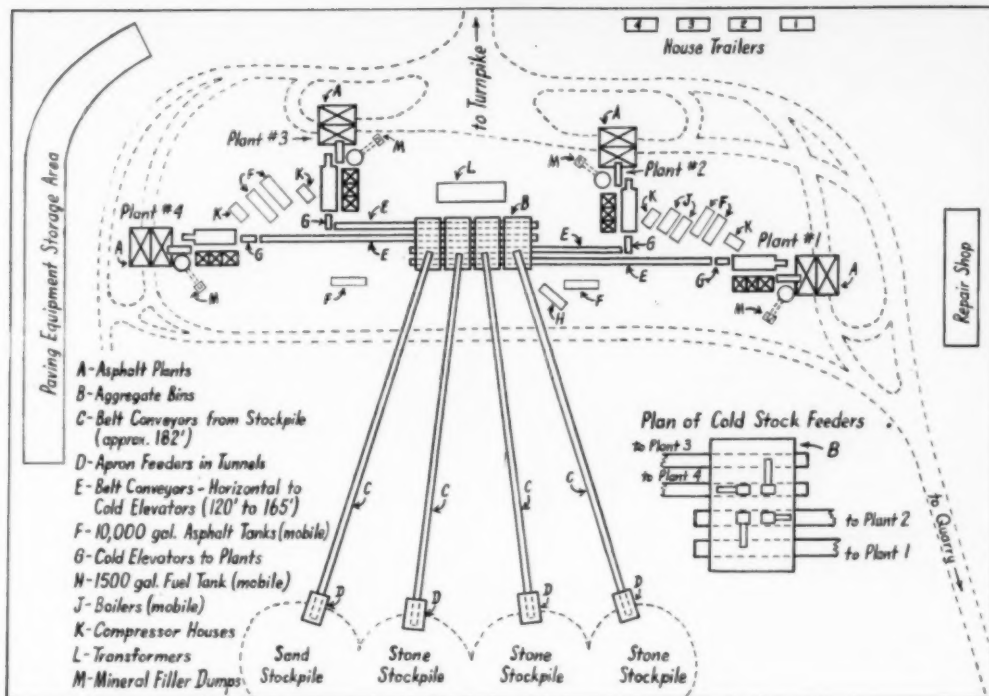 4 3 2 1
House Trailers
to Turnpike
Paving Equipment Storage Area
Repair Shop
A
A
Plant #3
M
M
Plant #2
L
F
K
K
B
K
J
F
K
Plant #4
G
E
E
G
Plant #1
A
G
E
E
G
A
M
F
F
H
M
A-Asphalt Plants
B-Aggregate Bins
C-Belt Conveyors from Stockpile
(approx. 182')
D-Apron Feeders in Tunnels
E-Belt Conveyors-Horizontal to
Cold Elevators (120' to 165')
F-10,000 gal. Asphalt Tanks (mobile)
G-Cold Elevators to Plants
M-1500 gal. Fuel Tank (mobile)
J-Boilers (mobile)
K-Compressor Houses
L-Transformers
M-Mineral Filler Dumps
C
C
C
C
D
D
D
D
Sand
Stockpile
Stone
Stockpile
Stone
Stockpile
Stone
Stockpile
Plan of Cold Stock Feeders
to Plant 3
B
to Plant 4
to Plant 2
to Plant 1
to Quarry